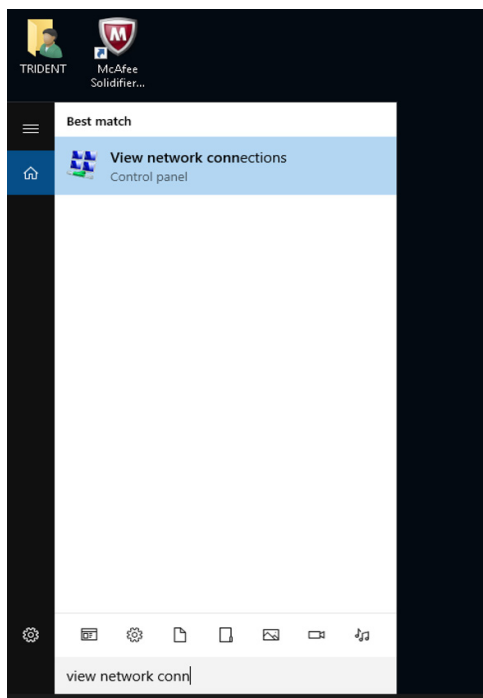 TRIDENT
McAfee
Solidifier...
Best match
View network connections
Control panel
view network conn